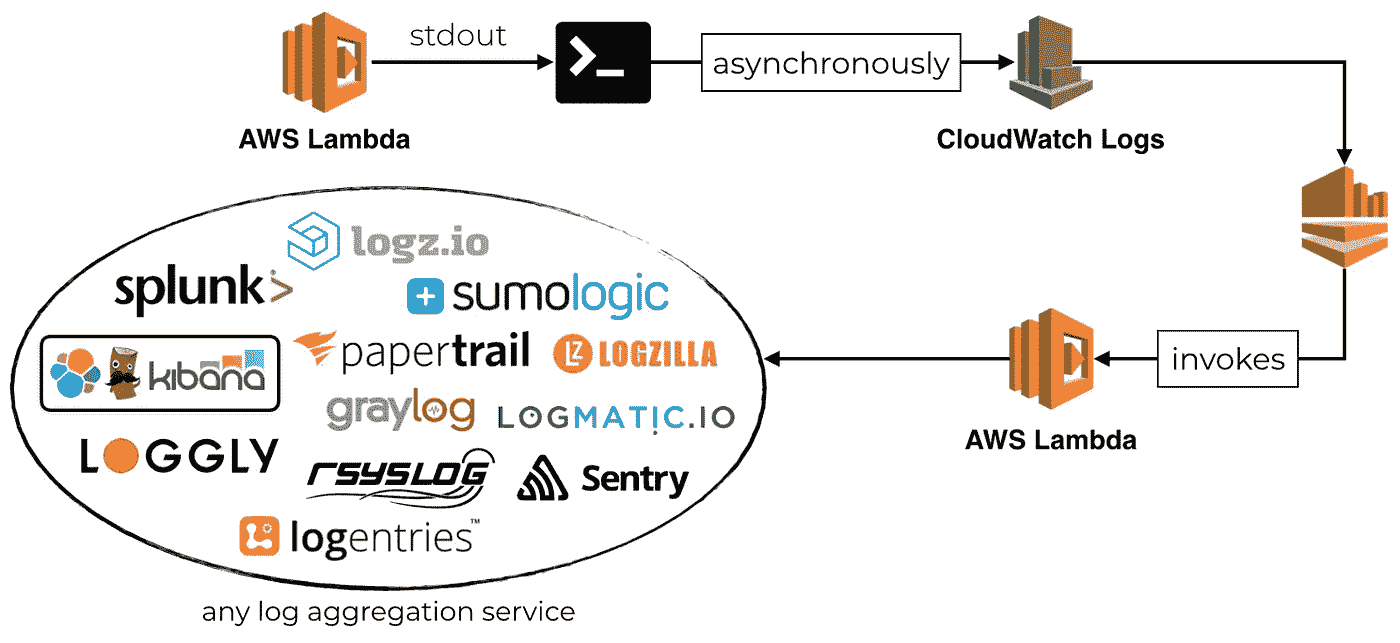 stdout
>_
asynchronously
AWS Lambda
CloudWatch Logs
logz.io
splunk>
+ sumologic
papertrail
LZ LOGZILLA
invokes
kibana
graylog
LOGMATIC.IO
AWS Lambda
LOGGLY
RSYSLOG
Sentry
logentries™
any log aggregation service